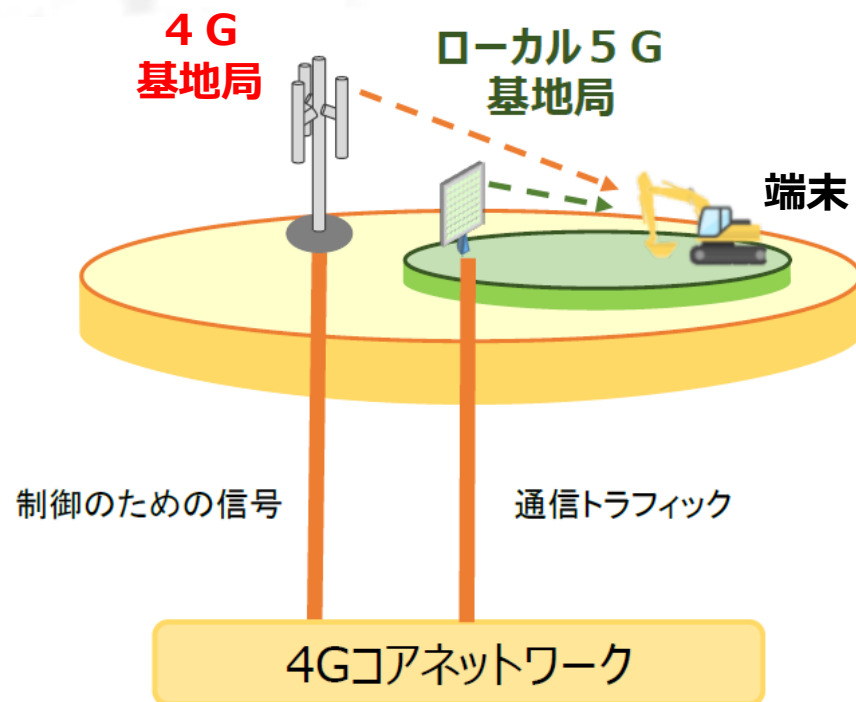 ４Ｇ
基地局
ローカル５Ｇ
基地局
端末
制御のための信号
通信トラフィック
4Gコアネットワーク